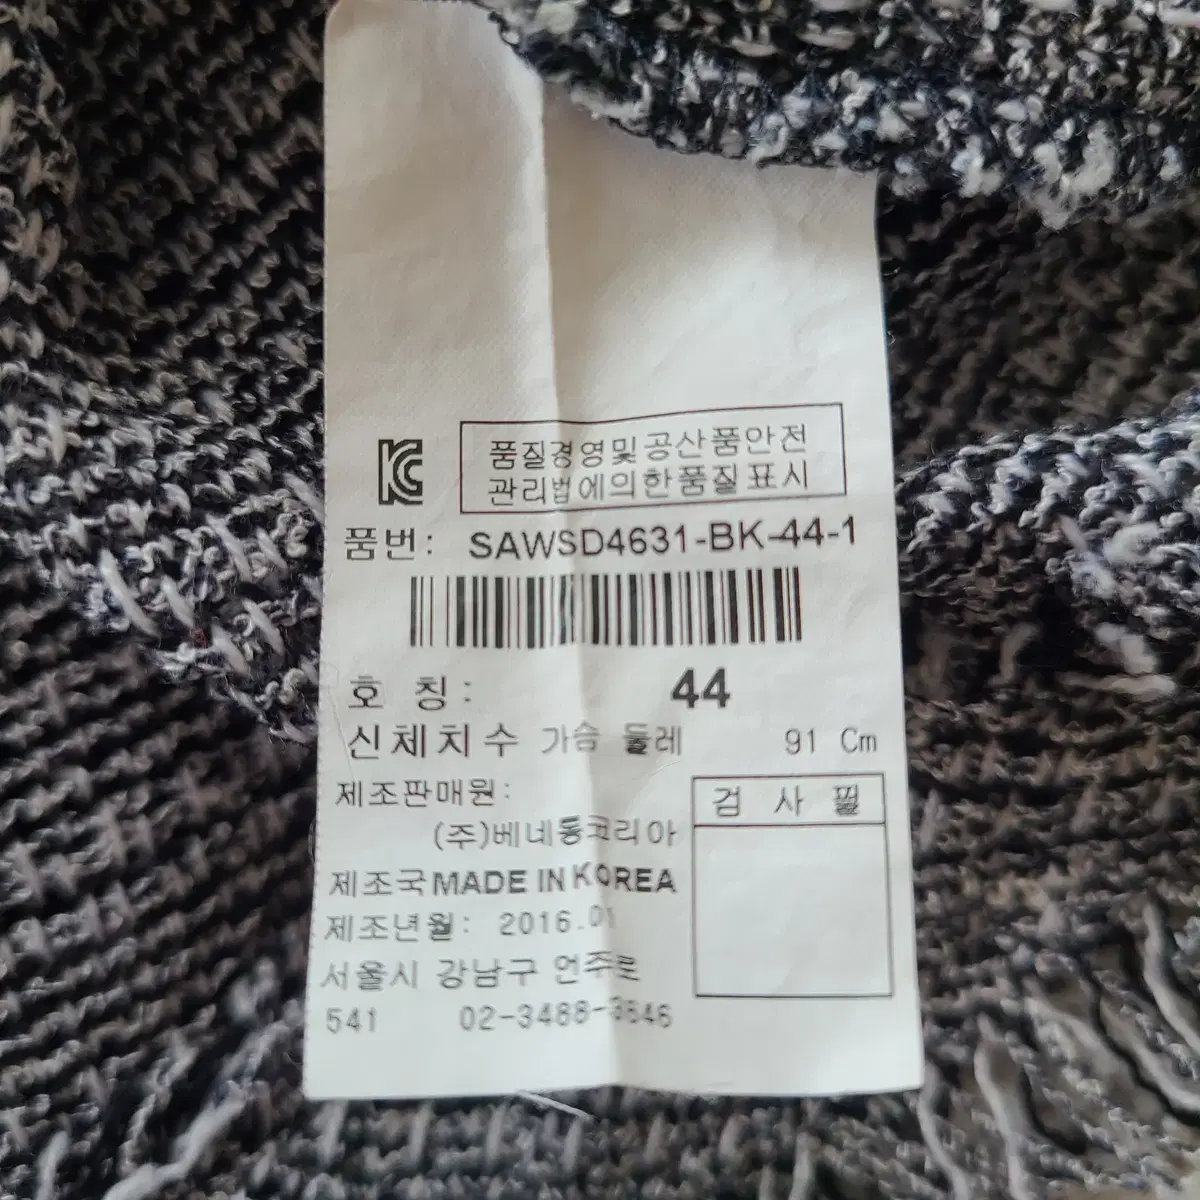 KC
품질경영및공산품안전
관리법에의한품질표시
품번: SAWSD4631-BK-44-1
호 칭: 44
신체치수 가슴 둘레 91 Cm
제조판매원:
(주)베네통코리아
검 사 필
제조국MADE IN KOREA
제조년월: 2016.01
서울시 강남구 언주로
541 02-3488-3646